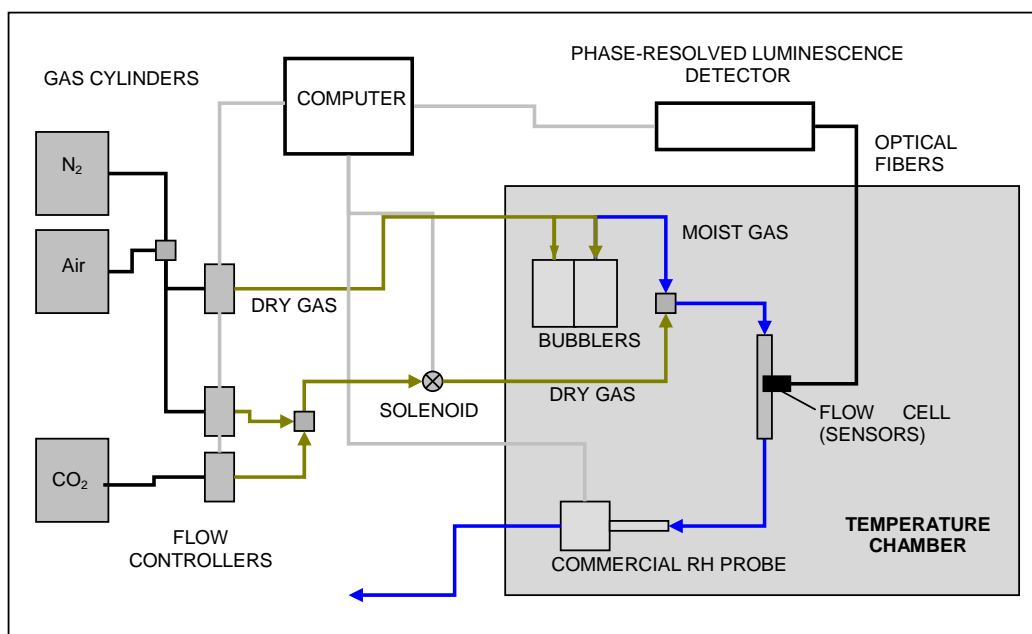 PHASE-RESOLVED LUMINESCENCE
DETECTOR
GAS CYLINDERS
COMPUTER
OPTICAL
FIBERS
N₂
Air
MOIST GAS
DRY GAS
BUBBLERS
SOLENOID
DRY GAS
FLOW CELL
(SENSORS)
CO₂
FLOW
CONTROLLERS
COMMERCIAL RH PROBE
TEMPERATURE
CHAMBER